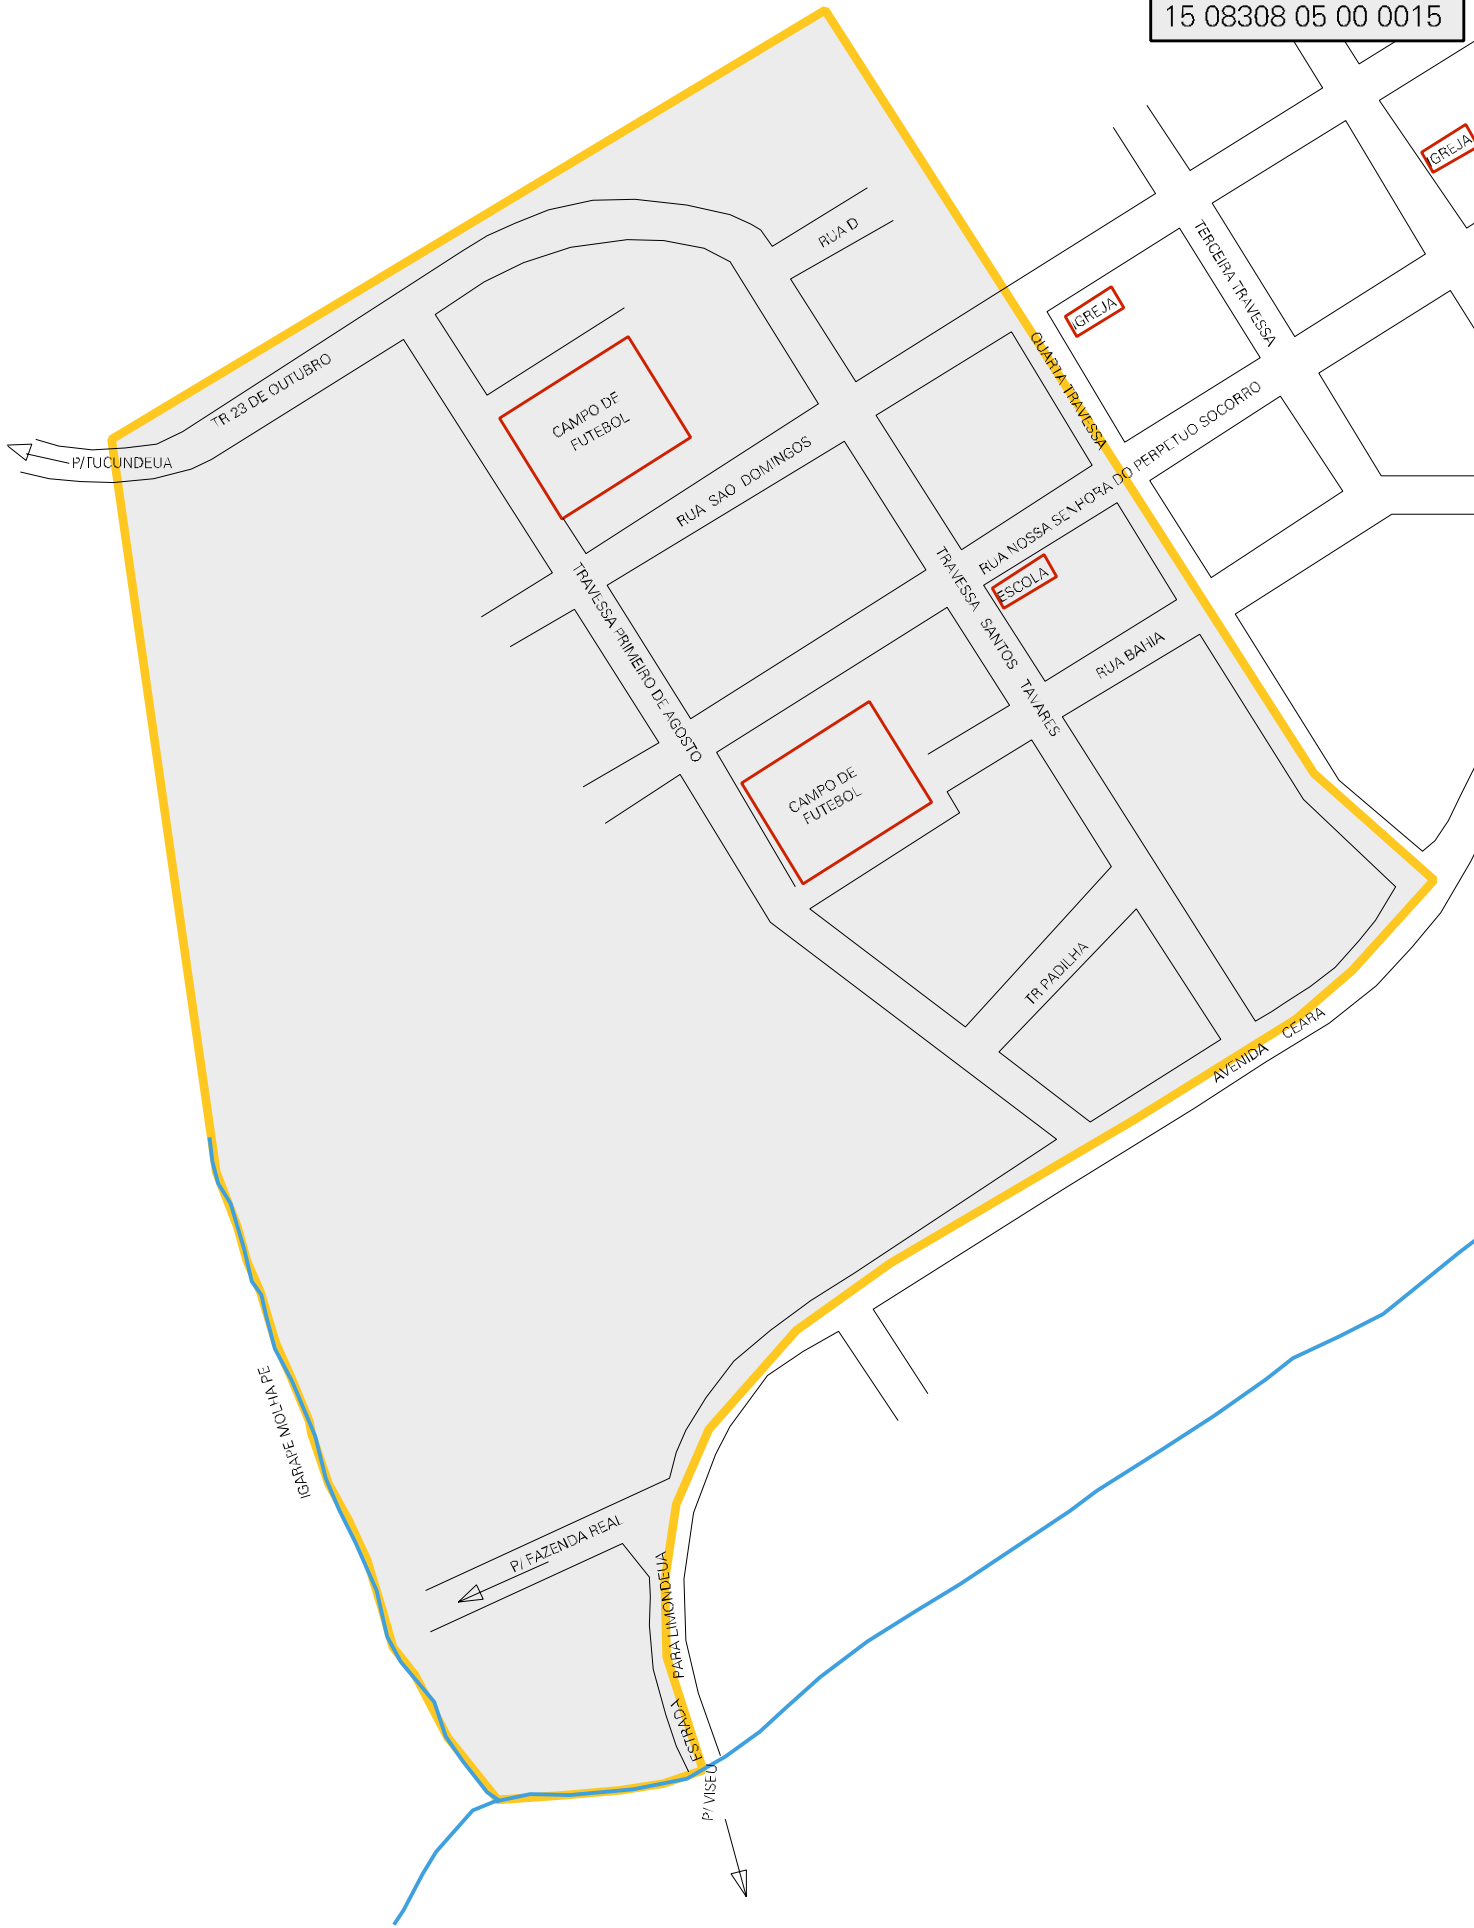 15 08308 05 00 0015
IGREJA
RUA D
TERCEIRA TRAVESSA
IGREJA
TR 23 DE OUTUBRO
QUARTA TRAVESSA
CAMPO DE
FUTEBOL
P/TUCUNDEUA
RUA SAO DOMINGOS
RUA NOSSA SENHORA DO PERPETUO SOCORRO
ESCOLA
TRAVESSA PRIMEIRO DE AGOSTO
TRAVESSA SANTOS TAVARES
RUA BAHIA
CAMPO DE
FUTEBOL
TR PADILHA
AVENIDA CEARA
IGARAPE MOLHA PE
P/ FAZENDA REAL
ESTRADA PARA LIMONDEUA
P/ VISEU